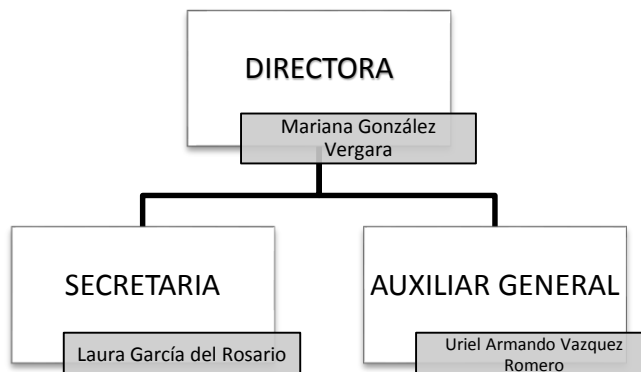 DIRECTORA
Mariana González
Vergara
SECRETARIA
Laura García del Rosario
AUXILIAR GENERAL
Uriel Armando Vazquez
Romero